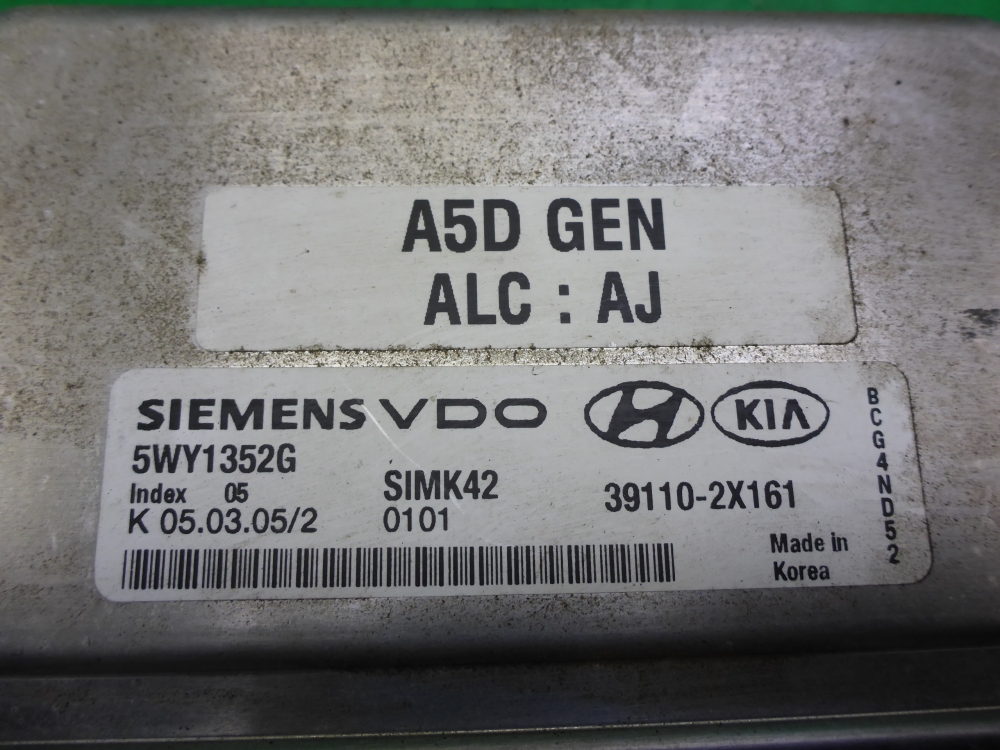 A5D GEN
ALC : AJ
SIEMENS VDO KIA
5WY1352G
Index 05 SIMK42 39110-2X161
K 05.03.05/2 0101
Made in
Korea
BCG4ND52